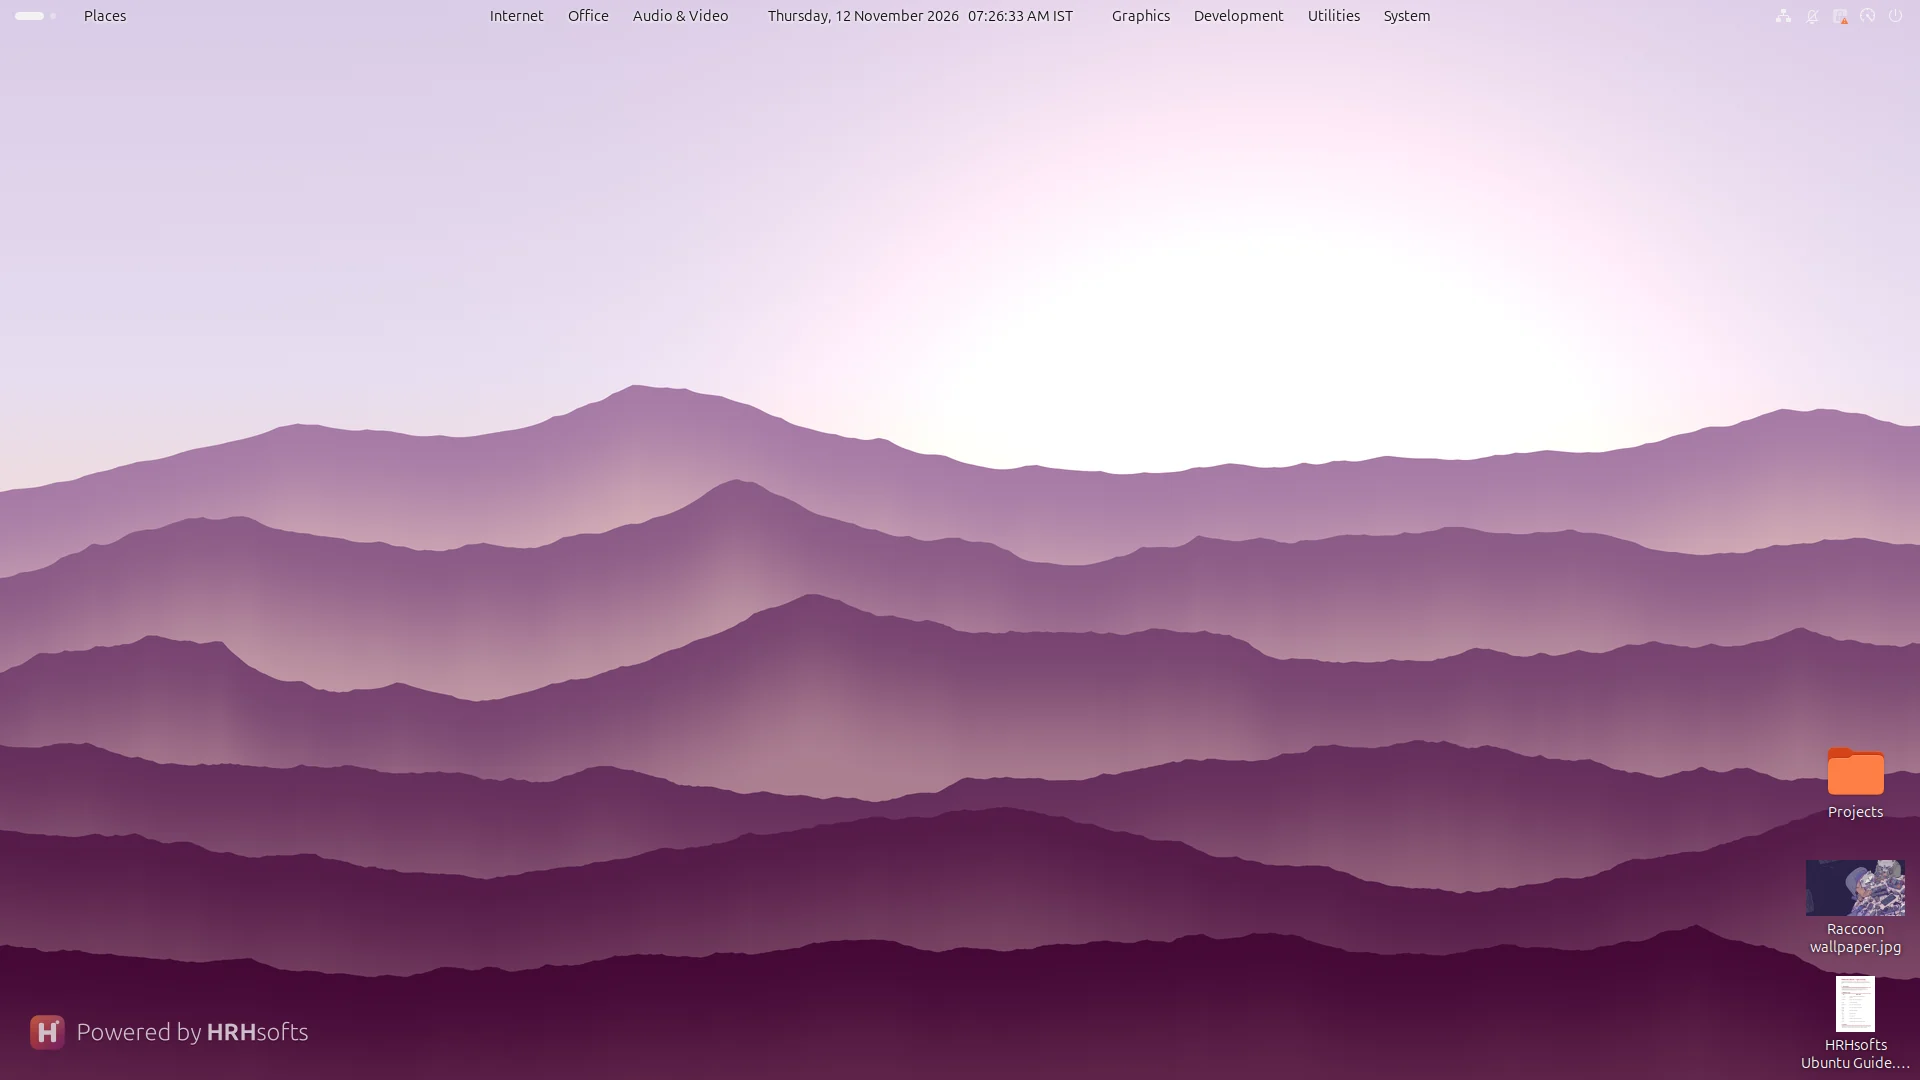 Places
Internet
Office
Audio & Video
Thursday, 12 November 2026 07:26:33 AM IST
Graphics
Development
Utilities
System
Projects
Raccoon
wallpaper.jpg
HRHsofts
Ubuntu Guide....
H
Powered by HRHsofts